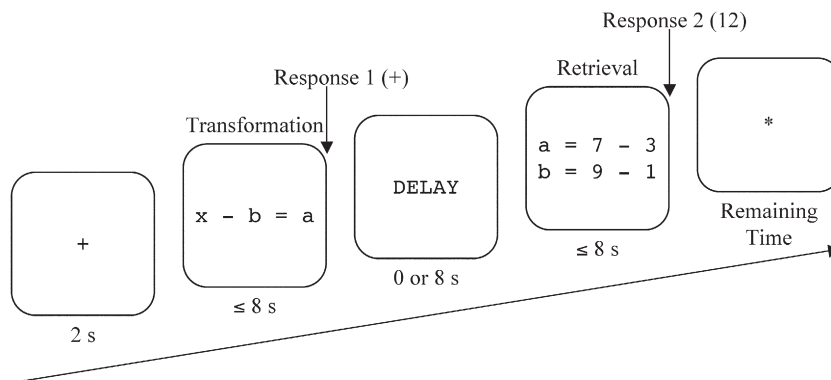 Response 2 (12)
Response 1 (+)
Retrieval
Transformation
+
x - b = a
DELAY
a = 7 - 3
b = 9 - 1
*
2 s
≤ 8 s
0 or 8 s
≤ 8 s
Remaining
Time